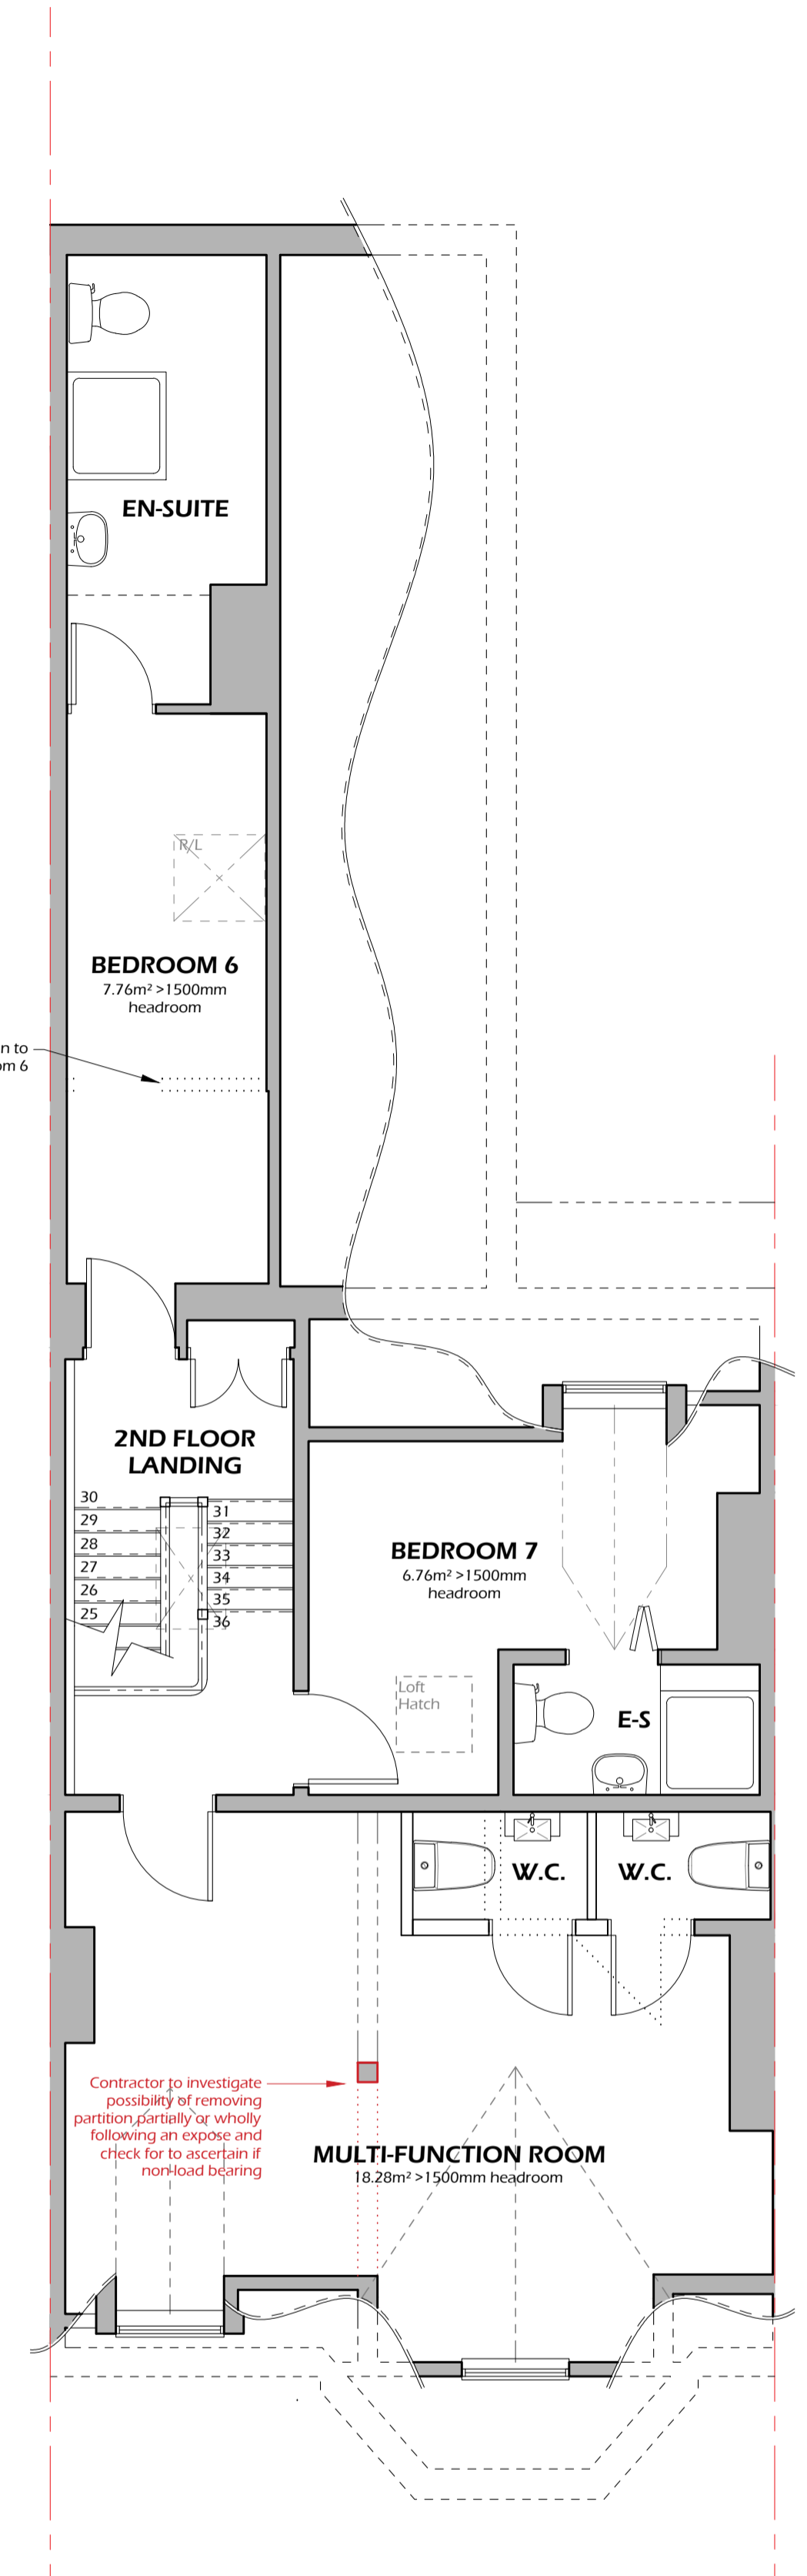 EN-SUITE
R/L
BEDROOM 6
7.76m² >1500mm
headroom
n to
om 6
2ND FLOOR
LANDING
30
29
28
27
26
25
31
32
33
34
35
36
BEDROOM 7
6.76m² >1500mm
headroom
Loft
Hatch
E-S
W.C.
W.C.
Contractor to investigate
possibility of removing
partition partially or wholly
following an expose and
check for to ascertain if
non-load bearing
MULTI-FUNCTION ROOM
18.28m² >1500mm headroom